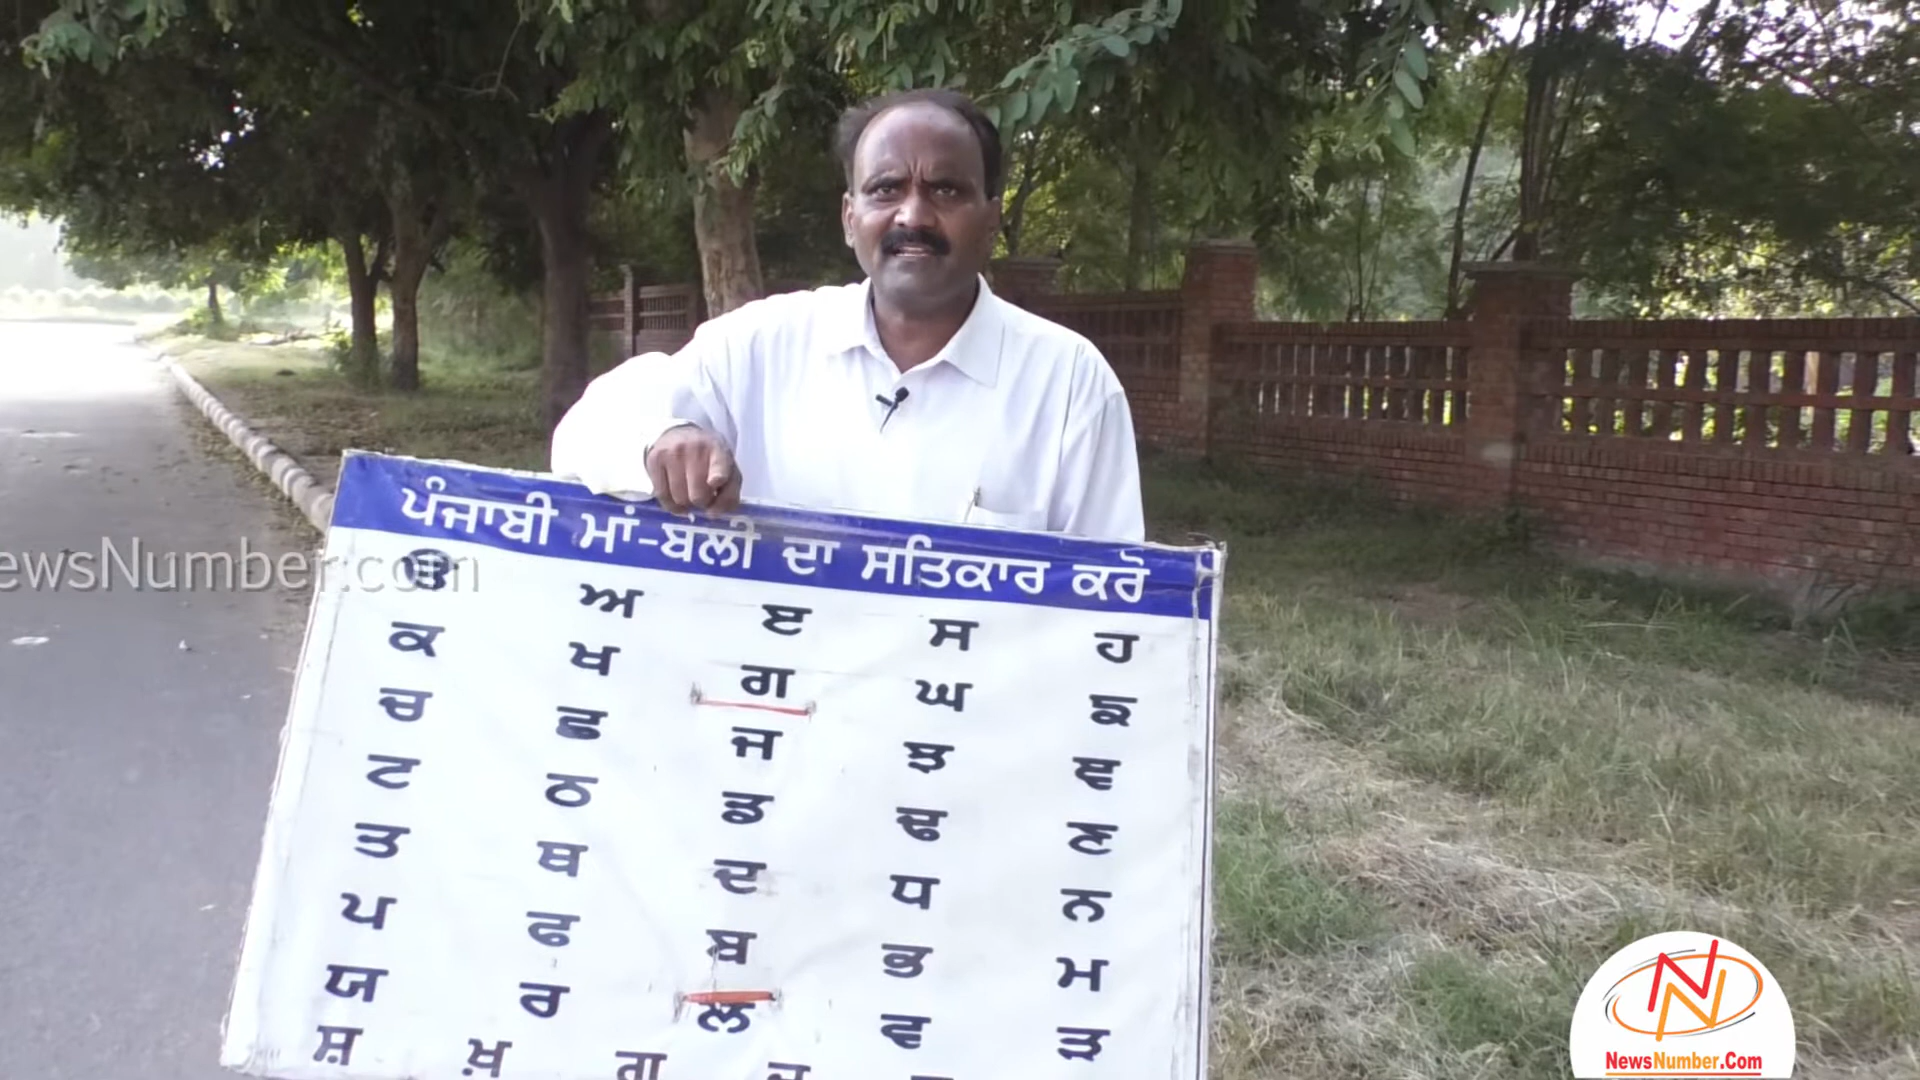 ਪੰਜਾਬੀ ਮਾਂ-ਬੋਲੀ ਦਾ ਸਤਿਕਾਰ ਕਰੋ
ewsNumber.com
ੳ ਅ ੲ ਸ ਹ
ਕ ਖ ਗ ਘ ਙ
ਚ ਛ ਜ ਝ ਞ
ਟ ਠ ਡ ਢ ਣ
ਤ ਥ ਦ ਧ ਨ
ਪ ਫ ਬ ਭ ਮ
ਯ ਰ ਲ ਵ ੜ
ਸ਼ ਖ਼
NewsNumber.Com